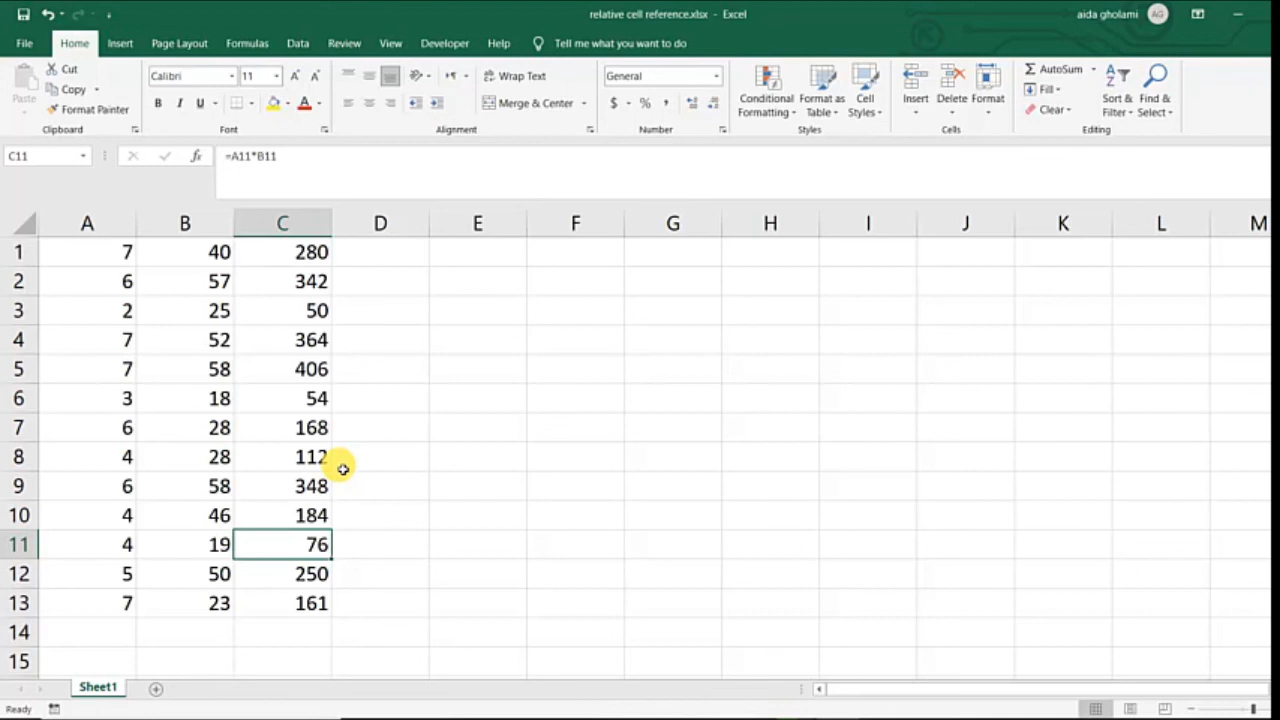 relative cell reference.xlsx - Excel
aida gholami AG
File Home Insert Page Layout Formulas Data Review View Developer Help Tell me what you want to do
Paste
Cut
Copy
Format Painter
Clipboard
Calibri 11
B I U
Font
Wrap Text
Merge & Center
Alignment
General
$ % ,
Number
Conditional Formatting
Format as Table
Cell Styles
Styles
Insert Delete Format
Cells
AutoSum
Fill
Clear
Sort & Filter
Find & Select
Editing
C11 fx =A11*B11
A B C D E F G H I J K L M
1 7 40 280
2 6 57 342
3 2 25 50
4 7 52 364
5 7 58 406
6 3 18 54
7 6 28 168
8 4 28 112
9 6 58 348
10 4 46 184
11 4 19 76
12 5 50 250
13 7 23 161
14
15
Sheet1
Ready